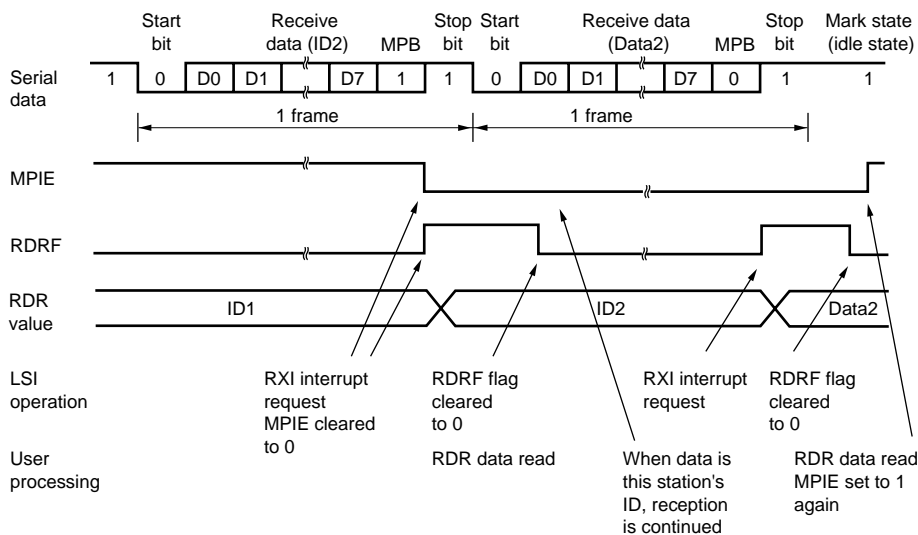 Start bit
Receive data (ID2)
MPB
Stop bit
Start bit
Receive data (Data2)
MPB
Stop bit
Mark state (idle state)
Serial data
1 0 D0 D1 D7 1 1 0 D0 D1 D7 0 1 1
1 frame 1 frame
MPIE
RDRF
RDR value
ID1 ID2 Data2
LSI operation
RXI interrupt request MPIE cleared to 0
RDRF flag cleared to 0
RXI interrupt request
RDRF flag cleared to 0
User processing
RDR data read
When data is this station's ID, reception is continued
RDR data read MPIE set to 1 again